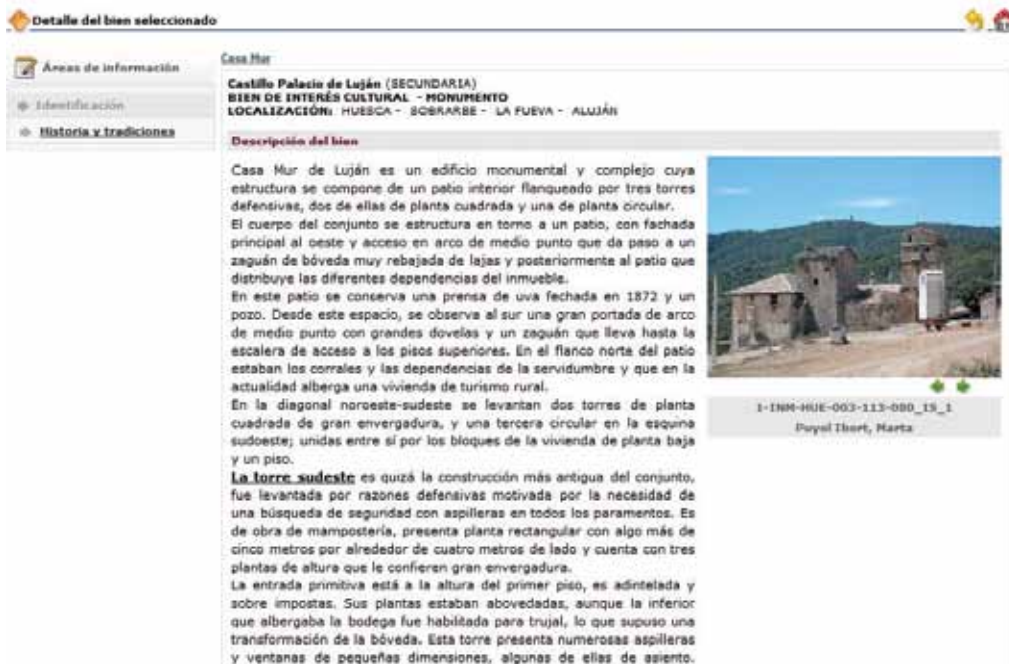 Detalle del bien seleccionado
Áreas de información
Identificación
Historia y tradiciones
Casa Mur
Castillo Palacio de Luján (SECUNDARIA)
BIEN DE INTERÉS CULTURAL - MONUMENTO
LOCALIZACIÓN: HUESCA - SOBRARBE - LA FUEVA - ALUJÁN
Descripción del bien
Casa Mur de Luján es un edificio monumental y complejo cuya
estructura se compone de un patio interior flanqueado por tres torres
defensivas, dos de ellas de planta cuadrada y una de planta circular.
El cuerpo del conjunto se estructura en torno a un patio, con fachada
principal al oeste y acceso en arco de medio punto que da paso a un
zaguán de bóveda muy rebajada de lajas y posteriormente al patio que
distribuye las diferentes dependencias del inmueble.
En este patio se conserva una prensa de uva fechada en 1872 y un
pozo. Desde este espacio, se observa al sur una gran portada de arco
de medio punto con grandes dovelas y un zaguán que lleva hasta la
escalera de acceso a los pisos superiores. En el flanco norte del patio
estaban los corrales y las dependencias de la servidumbre y que en la
actualidad alberga una vivienda de turismo rural.
En la diagonal noroeste-sudeste se levantan dos torres de planta
cuadrada de gran envergadura, y una tercera circular en la esquina
sudoeste; unidas entre sí por los bloques de la vivienda de planta baja
y un piso.
La torre sudeste es quizá la construcción más antigua del conjunto,
fue levantada por razones defensivas motivada por la necesidad de
una búsqueda de seguridad con aspilleras en todos los paramentos. Es
de obra de mampostería, presenta planta rectangular con algo más de
cinco metros por alrededor de cuatro metros de lado y cuenta con tres
plantas de altura que le confieren gran envergadura.
La entrada primitiva está a la altura del primer piso, es adintelada y
sobre impostas. Sus plantas estaban abovedadas, aunque la inferior
que albergaba la bodega fue habilitada para trujal, lo que supuso una
transformación de la bóveda. Esta torre presenta numerosas aspilleras
y ventanas de pequeñas dimensiones, algunas de ellas de asiento.
1-INM-HUE-003-113-080_IS_1
Puyol Ibort, Marta